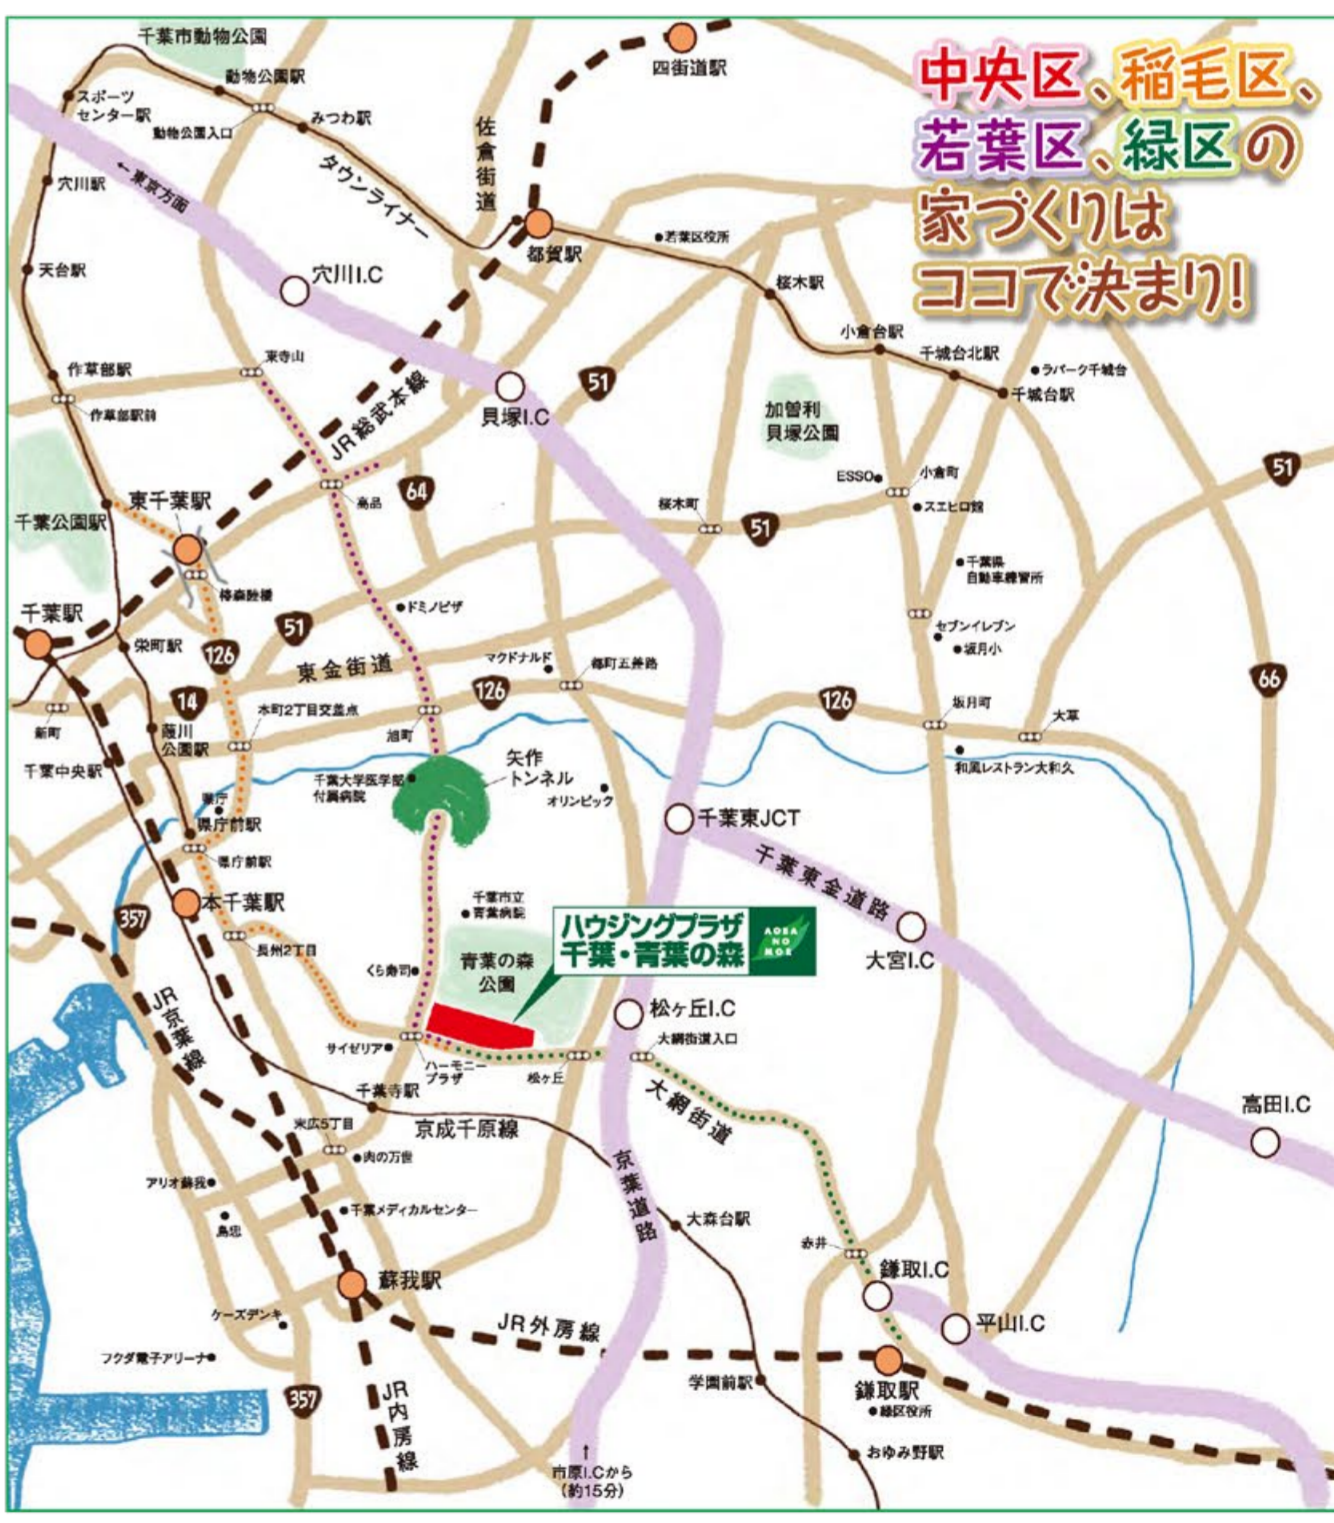 中央区、稲毛区、
若葉区、緑区の
家づくりは
ココで決まり!
千葉市動物公園
四街道駅
動物公園駅
スポーツ
センター駅
動物公園入口
みつわ駅
佐倉街道
タウンライナー
←東京方面
穴川駅
都賀駅
若葉区役所
天台駅
穴川I.C
桜木駅
小倉台駅
千城台北駅
ラパーク千城台
千城台駅
東寺山
作草部駅
作草部駅前
JR総武本線
貝塚I.C
51
加曽利
貝塚公園
ESSO
小倉町
51
スエヒロ館
東千葉駅
64
高品
桜木町
51
千葉公園駅
千葉県
自動車練習所
椿森陸橋
千葉駅
ドミノピザ
51
セブンイレブン
坂月小
栄町駅
126
東金街道
マクドナルド
都町五差路
66
14
126
126
坂月町
大草
新町
本町2丁目交差点
葭川
公園駅
旭町
矢作
トンネル
和風レストラン大和久
千葉中央駅
千葉大学医学部
付属病院
オリンピック
県庁
県庁前駅
県庁前駅
千葉東JCT
千葉東金道路
本千葉駅
357
千葉市立
青葉病院
ハウジングプラザ
千葉・青葉の森
AOBA
NO
MORI
大宮I.C
長州2丁目
くら寿司
青葉の森
公園
JR京葉線
松ヶ丘I.C
大網街道入口
サイゼリア
ハーモニー
プラザ
松ヶ丘
千葉寺駅
大網街道
高田I.C
末広5丁目
京成千原線
肉の万世
京葉道路
アリオ蘇我
千葉メディカルセンター
島忠
大森台駅
赤井
鎌取I.C
蘇我駅
ケーズデンキ
JR外房線
平山I.C
フクダ電子アリーナ
357
JR内房線
学園前駅
鎌取駅
緑区役所
おゆみ野駅
↑
市原I.Cから
(約15分)